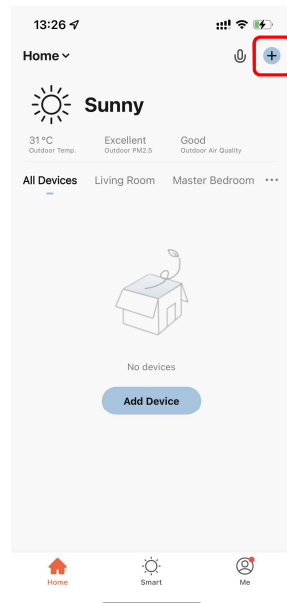 13:26
Home
Sunny
31°C Excellent Good
Outdoor Temp. Outdoor PM2.5 Outdoor Air Quality
All Devices Living Room Master Bedroom ...
No devices
Add Device
Home Smart Me